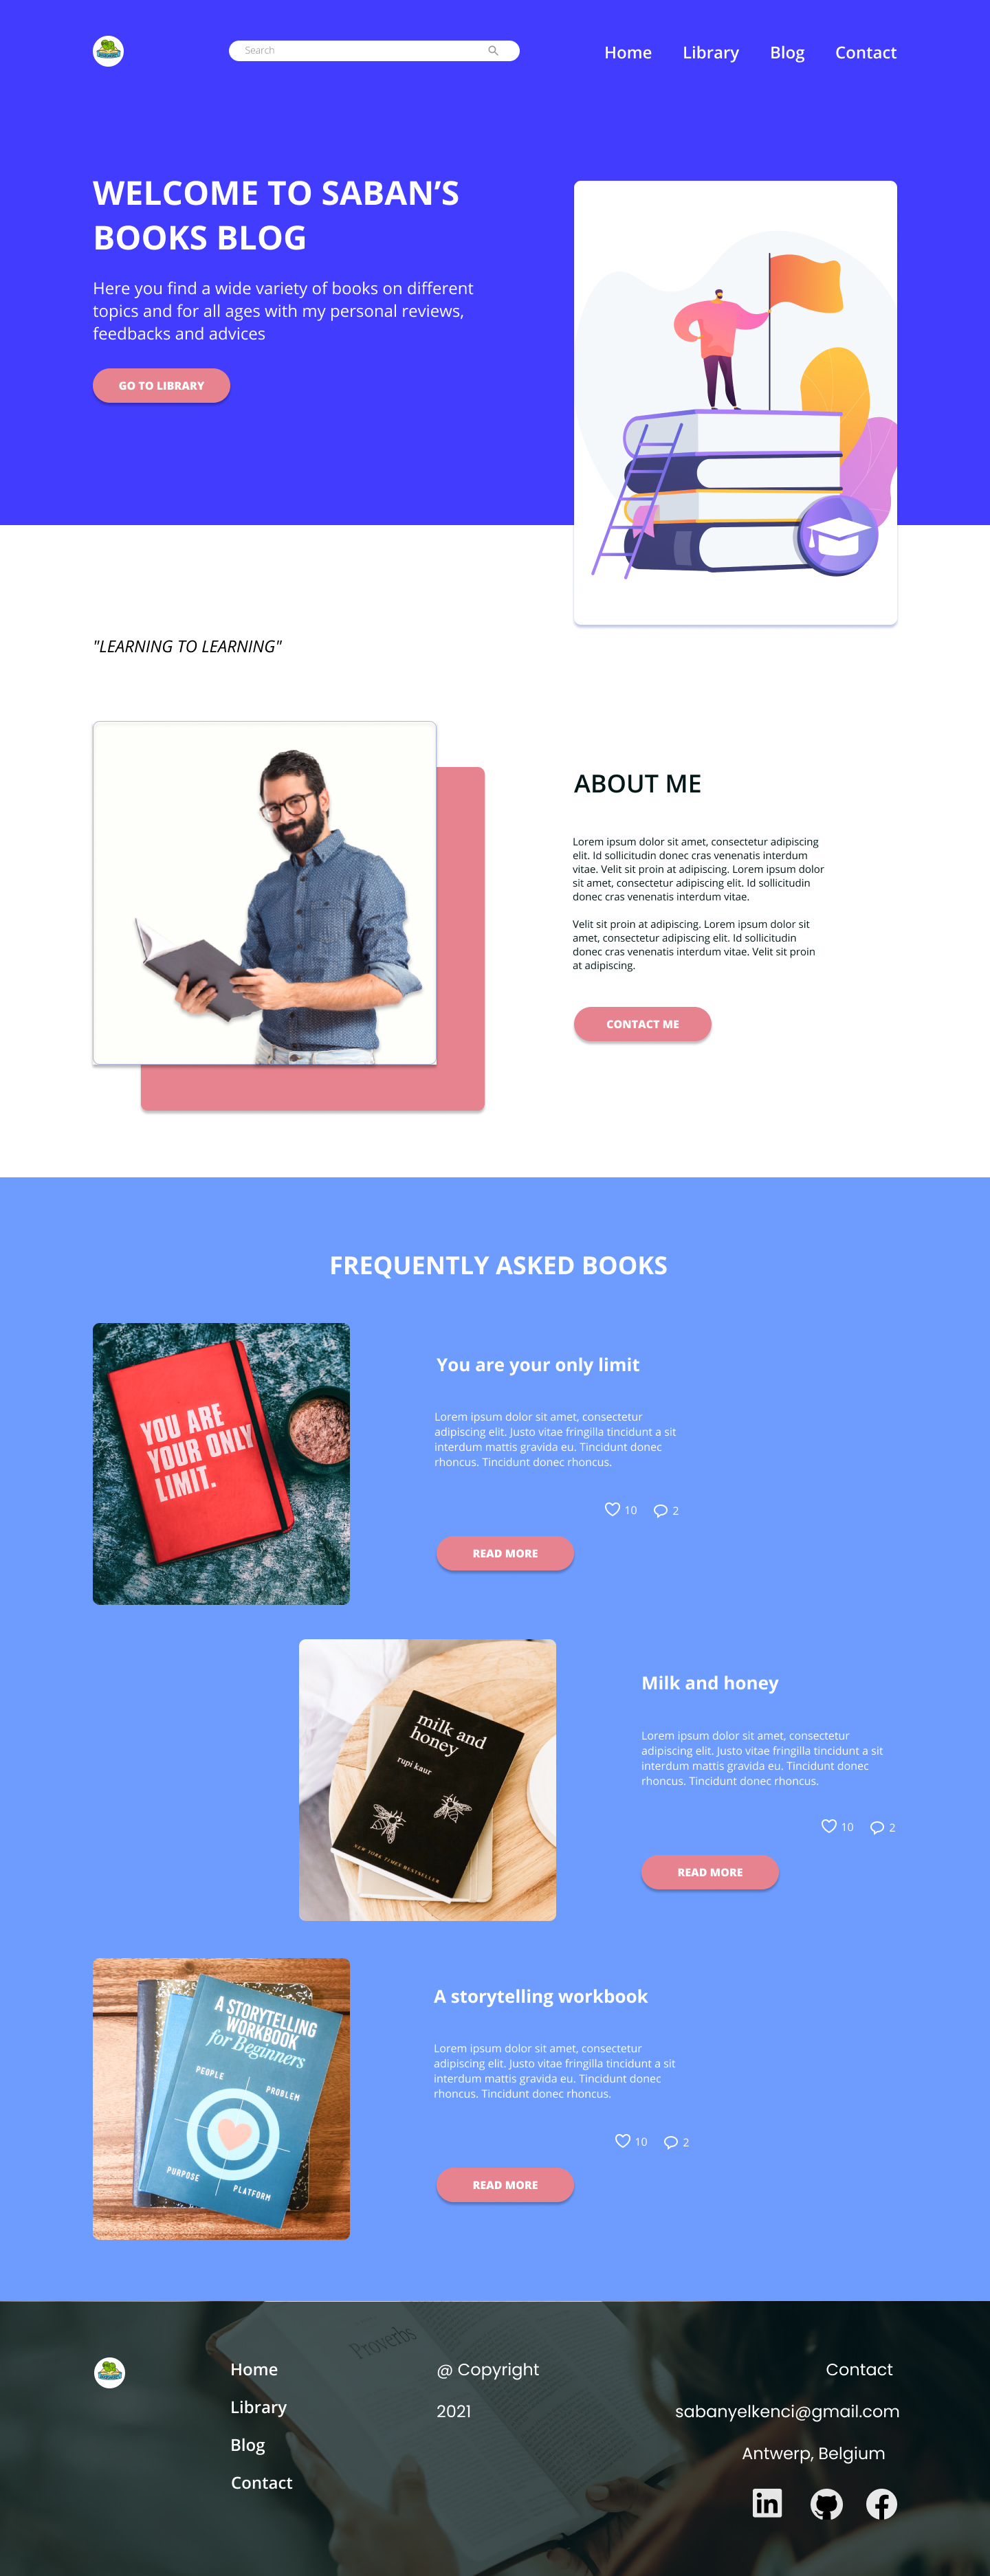 Search
Home Library Blog Contact
WELCOME TO SABAN’S
BOOKS BLOG
Here you find a wide variety of books on different
topics and for all ages with my personal reviews,
feedbacks and advices
GO TO LIBRARY
"LEARNING TO LEARNING"
ABOUT ME
Lorem ipsum dolor sit amet, consectetur adipiscing
elit. Id sollicitudin donec cras venenatis interdum
vitae. Velit sit proin at adipiscing. Lorem ipsum dolor
sit amet, consectetur adipiscing elit. Id sollicitudin
donec cras venenatis interdum vitae.
Velit sit proin at adipiscing. Lorem ipsum dolor sit
amet, consectetur adipiscing elit. Id sollicitudin
donec cras venenatis interdum vitae. Velit sit proin
at adipiscing.
CONTACT ME
FREQUENTLY ASKED BOOKS
YOU ARE
YOUR ONLY
LIMIT.
You are your only limit
Lorem ipsum dolor sit amet, consectetur
adipiscing elit. Justo vitae fringilla tincidunt a sit
interdum mattis gravida eu. Tincidunt donec
rhoncus. Tincidunt donec rhoncus.
10 2
READ MORE
milk and
honey
rupi kaur
NEW YORK TIMES BESTSELLER
Milk and honey
Lorem ipsum dolor sit amet, consectetur
adipiscing elit. Justo vitae fringilla tincidunt a sit
interdum mattis gravida eu. Tincidunt donec
rhoncus. Tincidunt donec rhoncus.
10 2
READ MORE
A STORYTELLING
WORKBOOK
for Beginners
PEOPLE
PROBLEM
PURPOSE
PLATFORM
A storytelling workbook
Lorem ipsum dolor sit amet, consectetur
adipiscing elit. Justo vitae fringilla tincidunt a sit
interdum mattis gravida eu. Tincidunt donec
rhoncus. Tincidunt donec rhoncus.
10 2
READ MORE
Proverbs
Home
Library
Blog
Contact
@ Copyright
2021
Contact
sabanyelkenci@gmail.com
Antwerp, Belgium